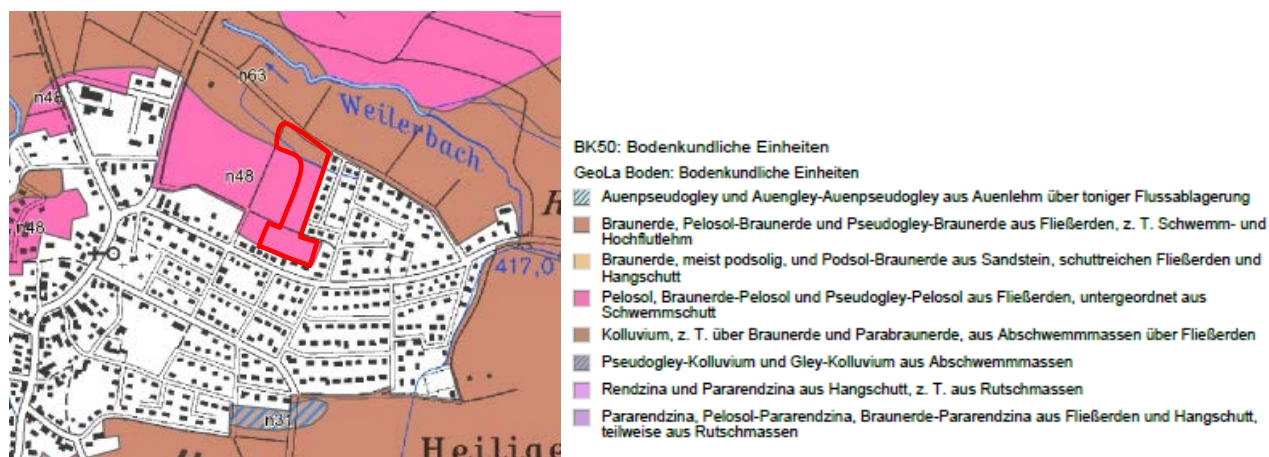 n63
n48
Weilerbach
n48
n48
417,0
n31
Heilige
BK50: Bodenkundliche Einheiten
GeoLa Boden: Bodenkundliche Einheiten
Auenpseudogley und Auengley-Auenpseudogley aus Auenlehm über toniger Flussablagerung
Braunerde, Pelosol-Braunerde und Pseudogley-Braunerde aus Fließerden, z. T. Schwemm- und
Hochflutlehm
Braunerde, meist podsolig, und Podsol-Braunerde aus Sandstein, schuttreichen Fließerden und
Hangschutt
Pelosol, Braunerde-Pelosol und Pseudogley-Pelosol aus Fließerden, untergeordnet aus
Schwemmschutt
Kolluvium, z. T. über Braunerde und Parabraunerde, aus Abschwemmmassen über Fließerden
Pseudogley-Kolluvium und Gley-Kolluvium aus Abschwemmmassen
Rendzina und Pararendzina aus Hangschutt, z. T. aus Rutschmassen
Pararendzina, Pelosol-Pararendzina, Braunerde-Pararendzina aus Fließerden und Hangschutt,
teilweise aus Rutschmassen